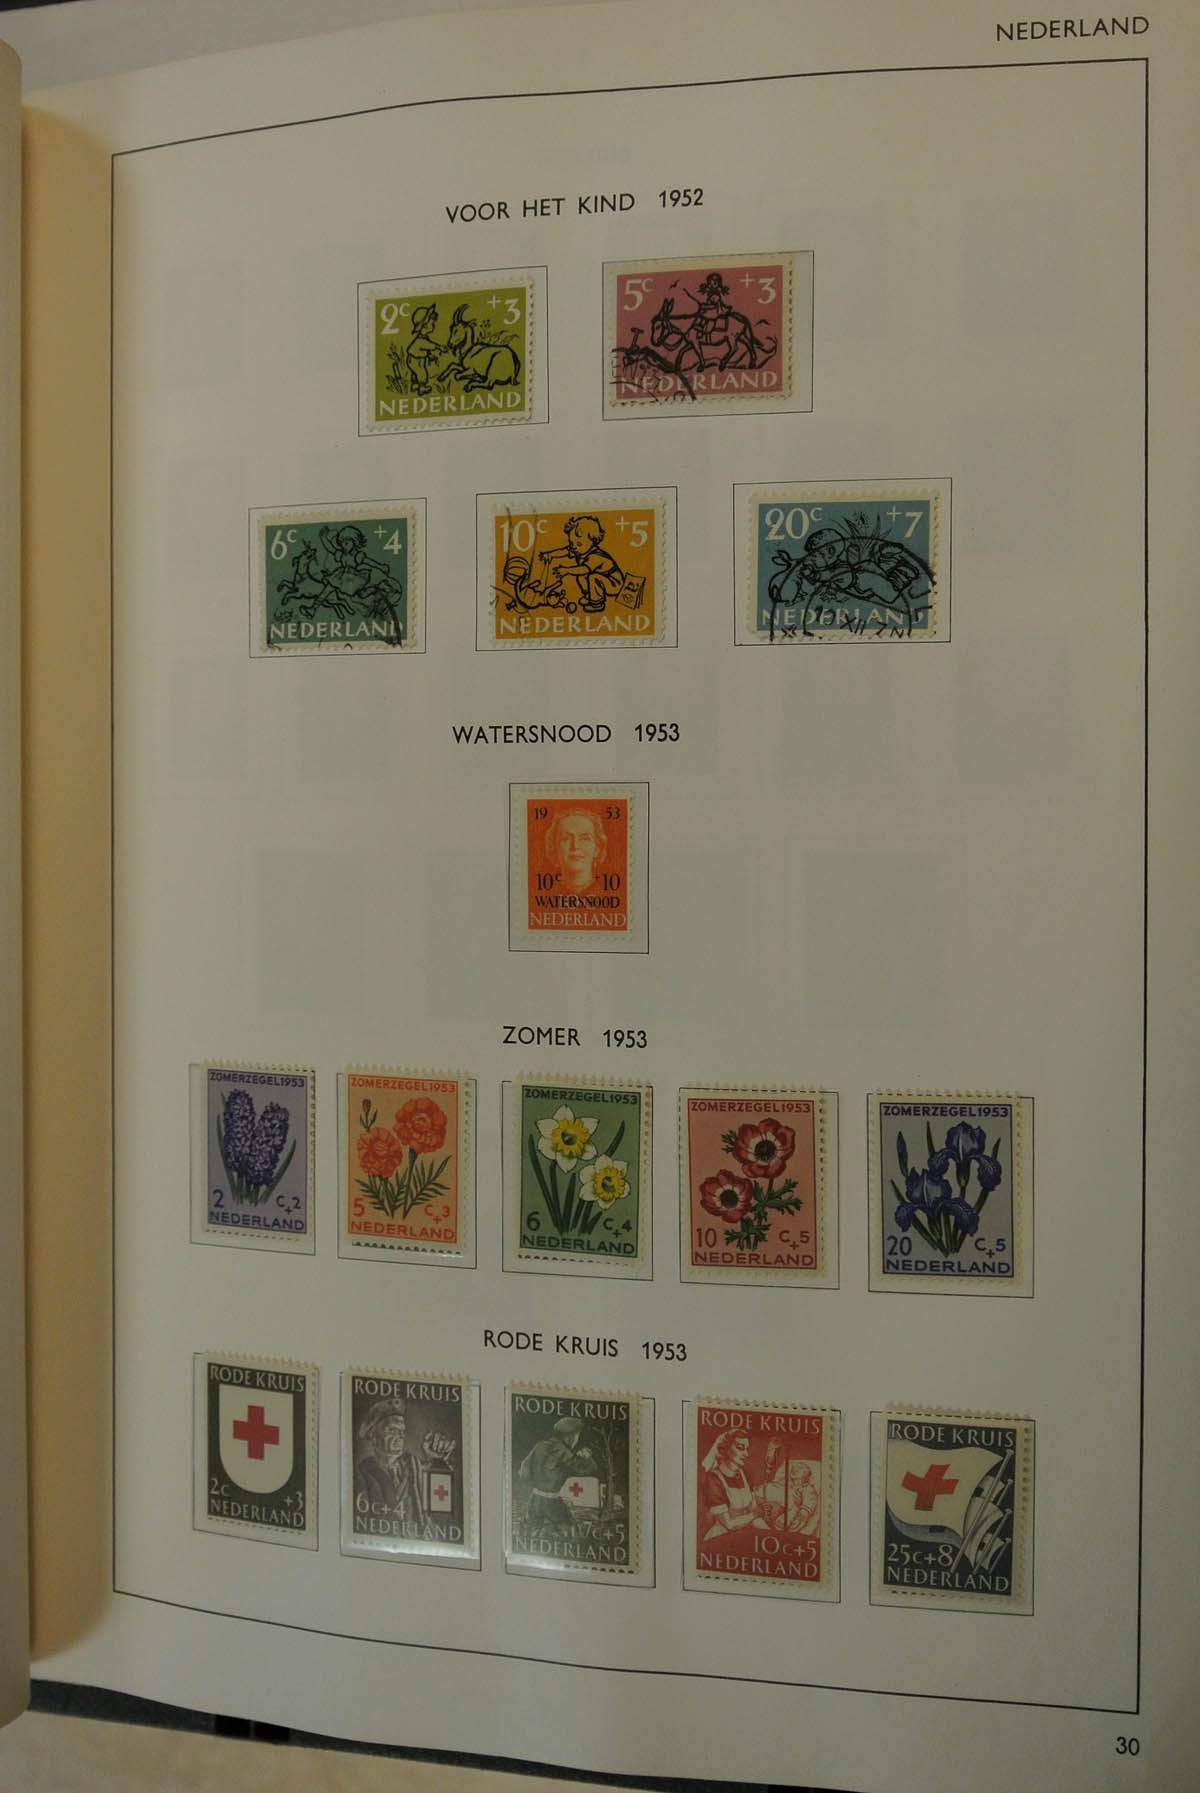 NEDERLAND
VOOR HET KIND 1952
2c +3
NEDERLAND
5c +3
NEDERLAND
6c +4
NEDERLAND
10c +5
NEDERLAND
20c +7
NEDERLAND
XII
WATERSNOOD 1953
19 53
10c +10
WATERSNOOD
NEDERLAND
ZOMER 1953
ZOMERZEGEL 1953
2 c+2
NEDERLAND
ZOMERZEGEL 1953
5 c+3
NEDERLAND
ZOMERZEGEL 1953
6 c+4
NEDERLAND
ZOMERZEGEL 1953
10 c+5
NEDERLAND
ZOMERZEGEL 1953
20 c+5
NEDERLAND
RODE KRUIS 1953
RODE KRUIS
2c +3
NEDERLAND
RODE KRUIS
6c+4
NEDERLAND
RODE KRUIS
7c+5
NEDERLAND
RODE KRUIS
10c+5
NEDERLAND
RODE KRUIS
25c+8
NEDERLAND
30